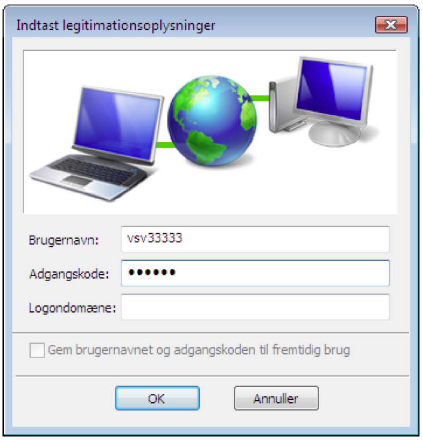 Indtast legitimationsoplysninger
Brugernavn: vsv33333
Adgangskode: ••••••
Logondomæne:
Gem brugernavnet og adgangskoden til fremtidig brug
OK Annuller